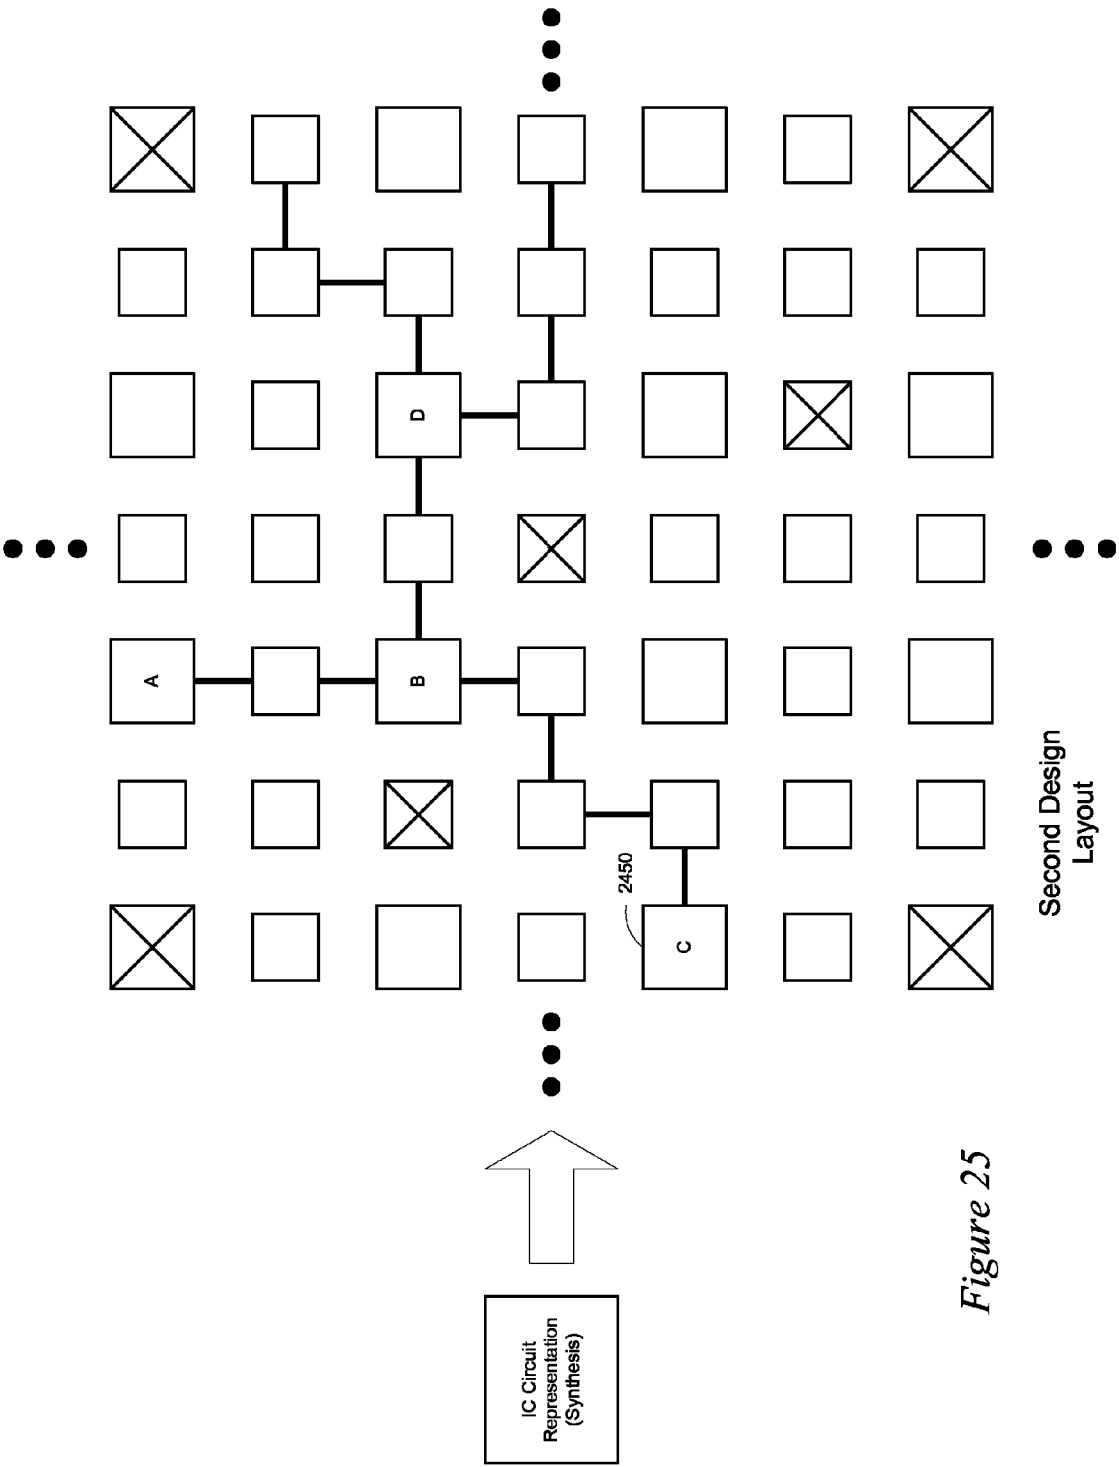 IC Circuit
Representation
(Synthesis)
A
B
D
C
2450
Second Design
Layout
Figure 25